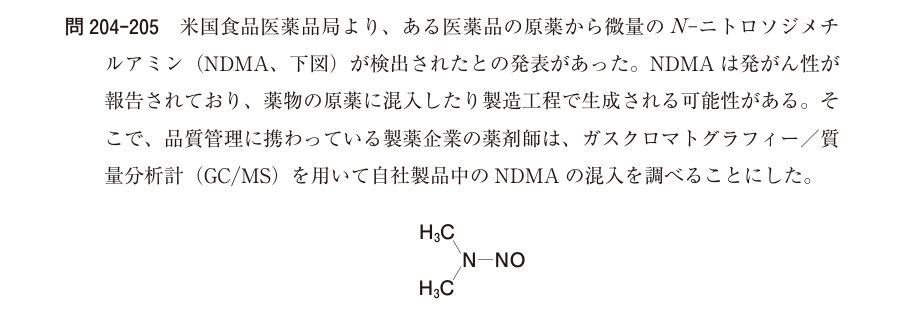 問 204-205 米国食品医薬品局より、ある医薬品の原薬から微量の N-ニトロソジメチ
ルアミン（NDMA、下図）が検出されたとの発表があった。NDMA は発がん性が
報告されており、薬物の原薬に混入したり製造工程で生成される可能性がある。そ
こで、品質管理に携わっている製薬企業の薬剤師は、ガスクロマトグラフィー／質
量分析計（GC/MS）を用いて自社製品中の NDMA の混入を調べることにした。
H₃C
N－NO
H₃C